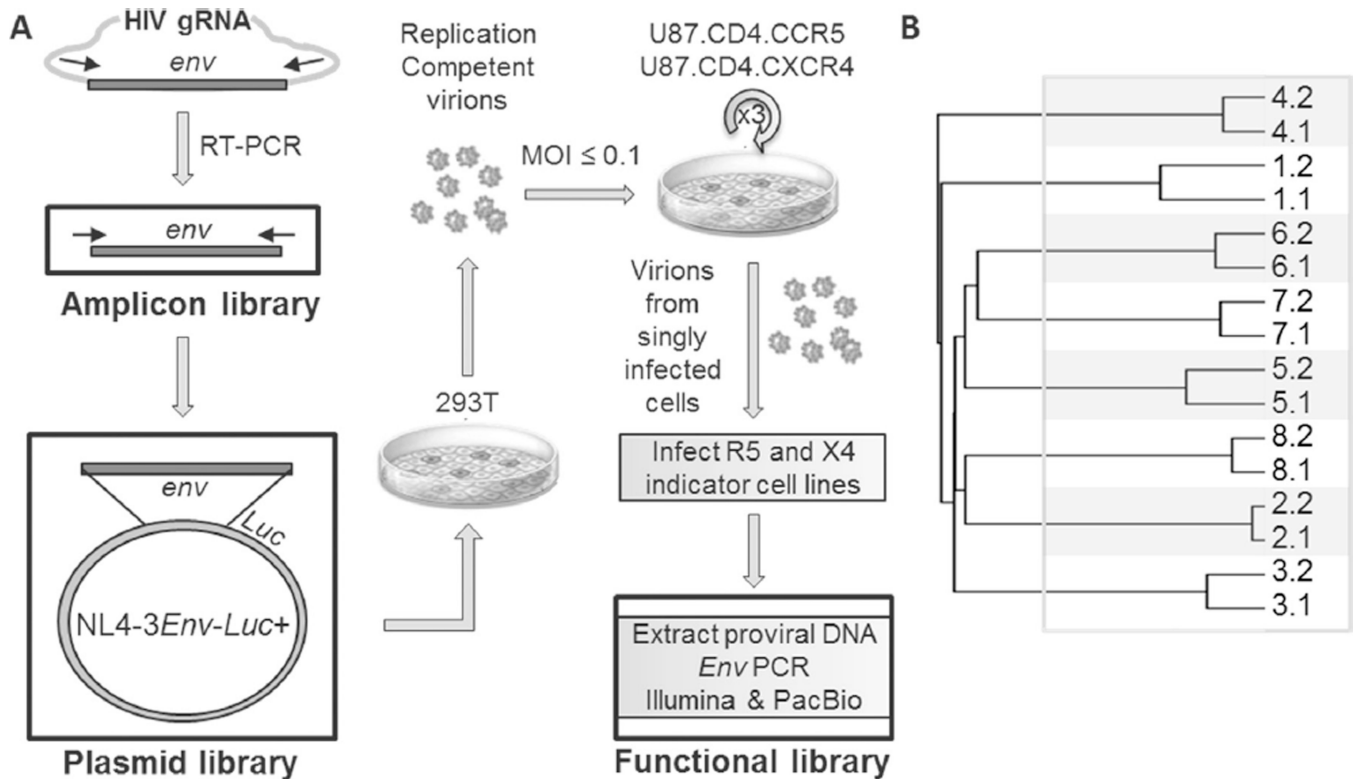 A
HIV gRNA
env
RT-PCR
env
Amplicon library
env
Luc
NL4-3Env-Luc+
Plasmid library
293T
Replication
Competent
virions
MOI ≤ 0.1
U87.CD4.CCR5
U87.CD4.CXCR4
x3
Virions
from
singly
infected
cells
Infect R5 and X4
indicator cell lines
Extract proviral DNA
Env PCR
Illumina & PacBio
Functional library
B
4.2
4.1
1.2
1.1
6.2
6.1
7.2
7.1
5.2
5.1
8.2
8.1
2.2
2.1
3.2
3.1